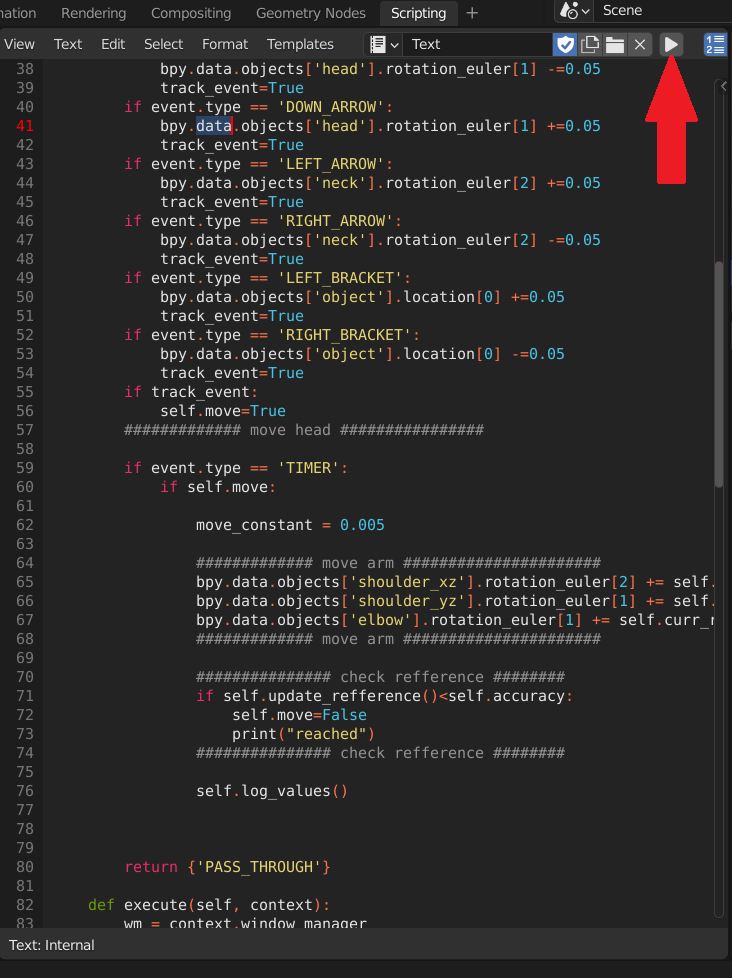 nation Rendering Compositing Geometry Nodes Scripting + Scene
View Text Edit Select Format Templates Text
38 bpy.data.objects['head'].rotation_euler[1] -=0.05
39 track_event=True
40 if event.type == 'DOWN_ARROW':
41 bpy.data.objects['head'].rotation_euler[1] +=0.05
42 track_event=True
43 if event.type == 'LEFT_ARROW':
44 bpy.data.objects['neck'].rotation_euler[2] +=0.05
45 track_event=True
46 if event.type == 'RIGHT_ARROW':
47 bpy.data.objects['neck'].rotation_euler[2] -=0.05
48 track_event=True
49 if event.type == 'LEFT_BRACKET':
50 bpy.data.objects['object'].location[0] +=0.05
51 track_event=True
52 if event.type == 'RIGHT_BRACKET':
53 bpy.data.objects['object'].location[0] -=0.05
54 track_event=True
55 if track_event:
56 self.move=True
57 ############# move head ################
58
59 if event.type == 'TIMER':
60 if self.move:
61
62 move_constant = 0.005
63
64 ############# move arm ######################
65 bpy.data.objects['shoulder_xz'].rotation_euler[2] += self.
66 bpy.data.objects['shoulder_yz'].rotation_euler[1] += self.
67 bpy.data.objects['elbow'].rotation_euler[1] += self.curr_r
68 ############# move arm ######################
69
70 ############### check refference ########
71 if self.update_refference()<self.accuracy:
72 self.move=False
73 print("reached")
74 ############### check refference ########
75
76 self.log_values()
77
78
79
80 return {'PASS_THROUGH'}
81
82 def execute(self, context):
83 wm = context.window_manager
Text: Internal